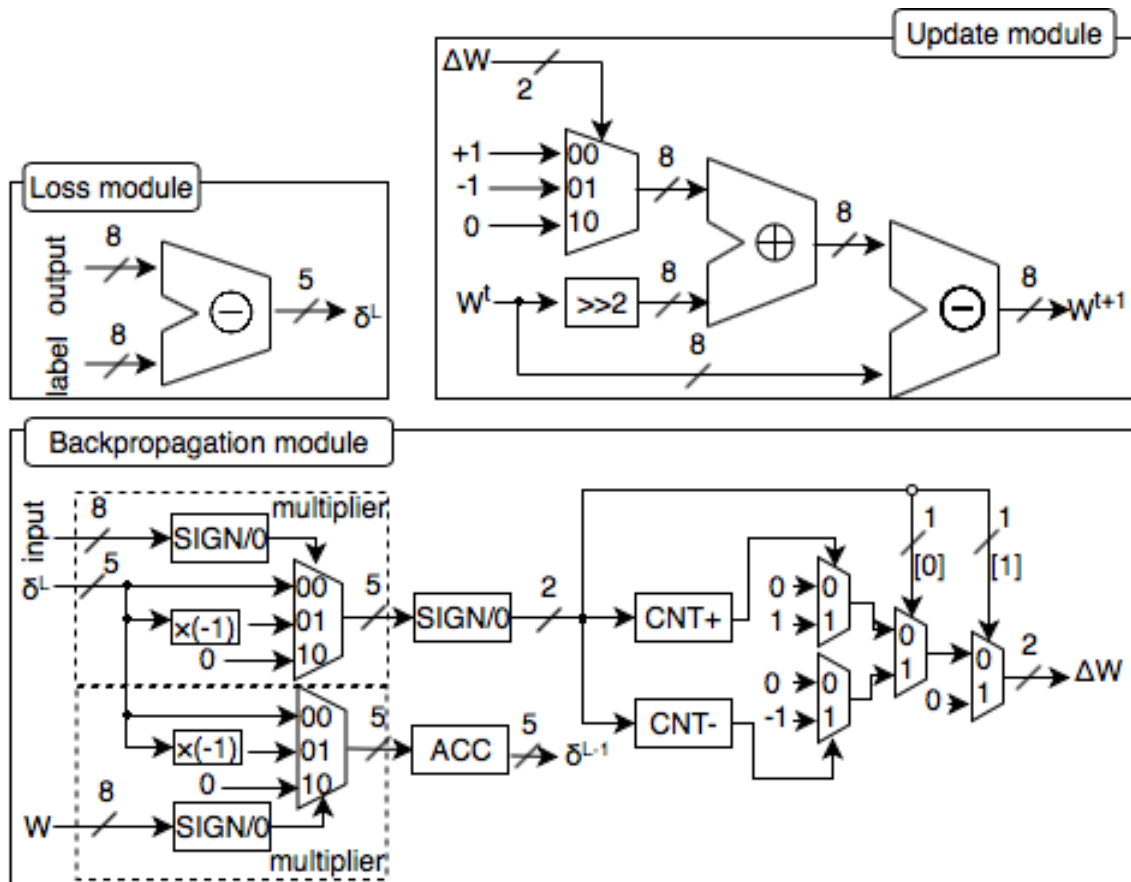 Update module
ΔW
2
+1
-1
0
00
01
10
8
8
8
8
W^t
>>2
8
W^{t+1}
Loss module
output
8
label
8
5
δ^L
Backpropagation module
input
8
SIGN/0
multiplier
δ^L
5
00
×(-1)
01
0
10
5
SIGN/0
2
CNT+
CNT-
0
1
0
1
0
-1
0
1
1
[0]
1
[1]
0
1
0
0
1
2
ΔW
00
×(-1)
01
0
10
5
ACC
5
δ^{L-1}
W
8
SIGN/0
multiplier